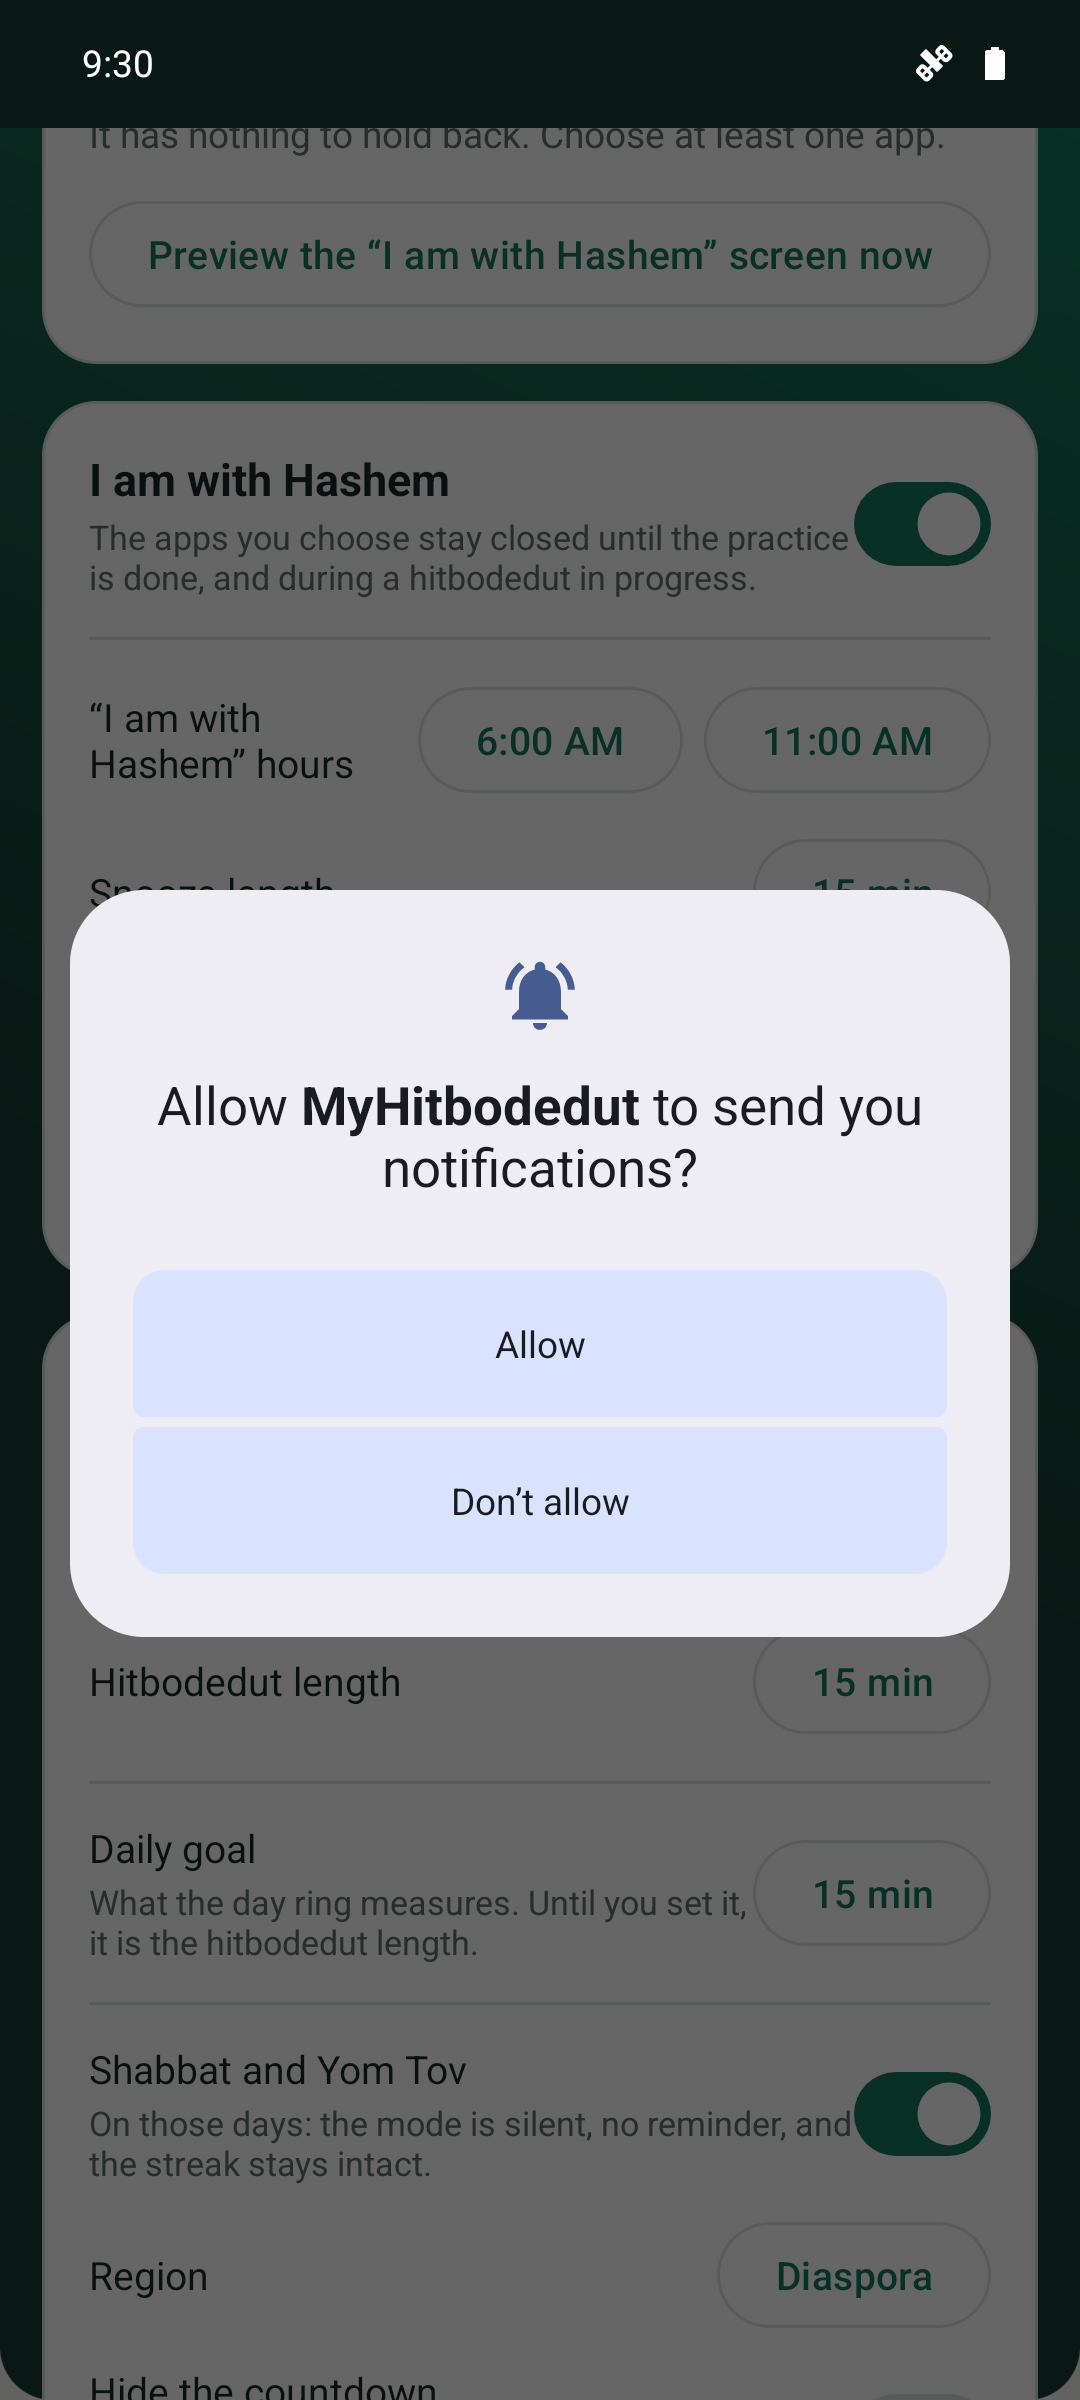 9:30
It has nothing to hold back. Choose at least one app.
Preview the “I am with Hashem” screen now
I am with Hashem
The apps you choose stay closed until the practice
is done, and during a hitbodedut in progress.
“I am with
Hashem” hours
6:00 AM
11:00 AM
Snooze length
15 min
Allow MyHitbodedut to send you
notifications?
Allow
Don’t allow
Hitbodedut length
15 min
Daily goal
What the day ring measures. Until you set it,
it is the hitbodedut length.
15 min
Shabbat and Yom Tov
On those days: the mode is silent, no reminder, and
the streak stays intact.
Region
Diaspora
Hide the countdown